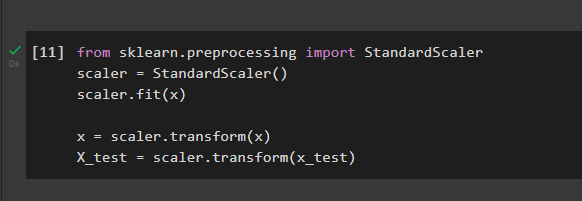 [11] from sklearn.preprocessing import StandardScaler
scaler = StandardScaler()
scaler.fit(x)
x = scaler.transform(x)
X_test = scaler.transform(x_test)
0s